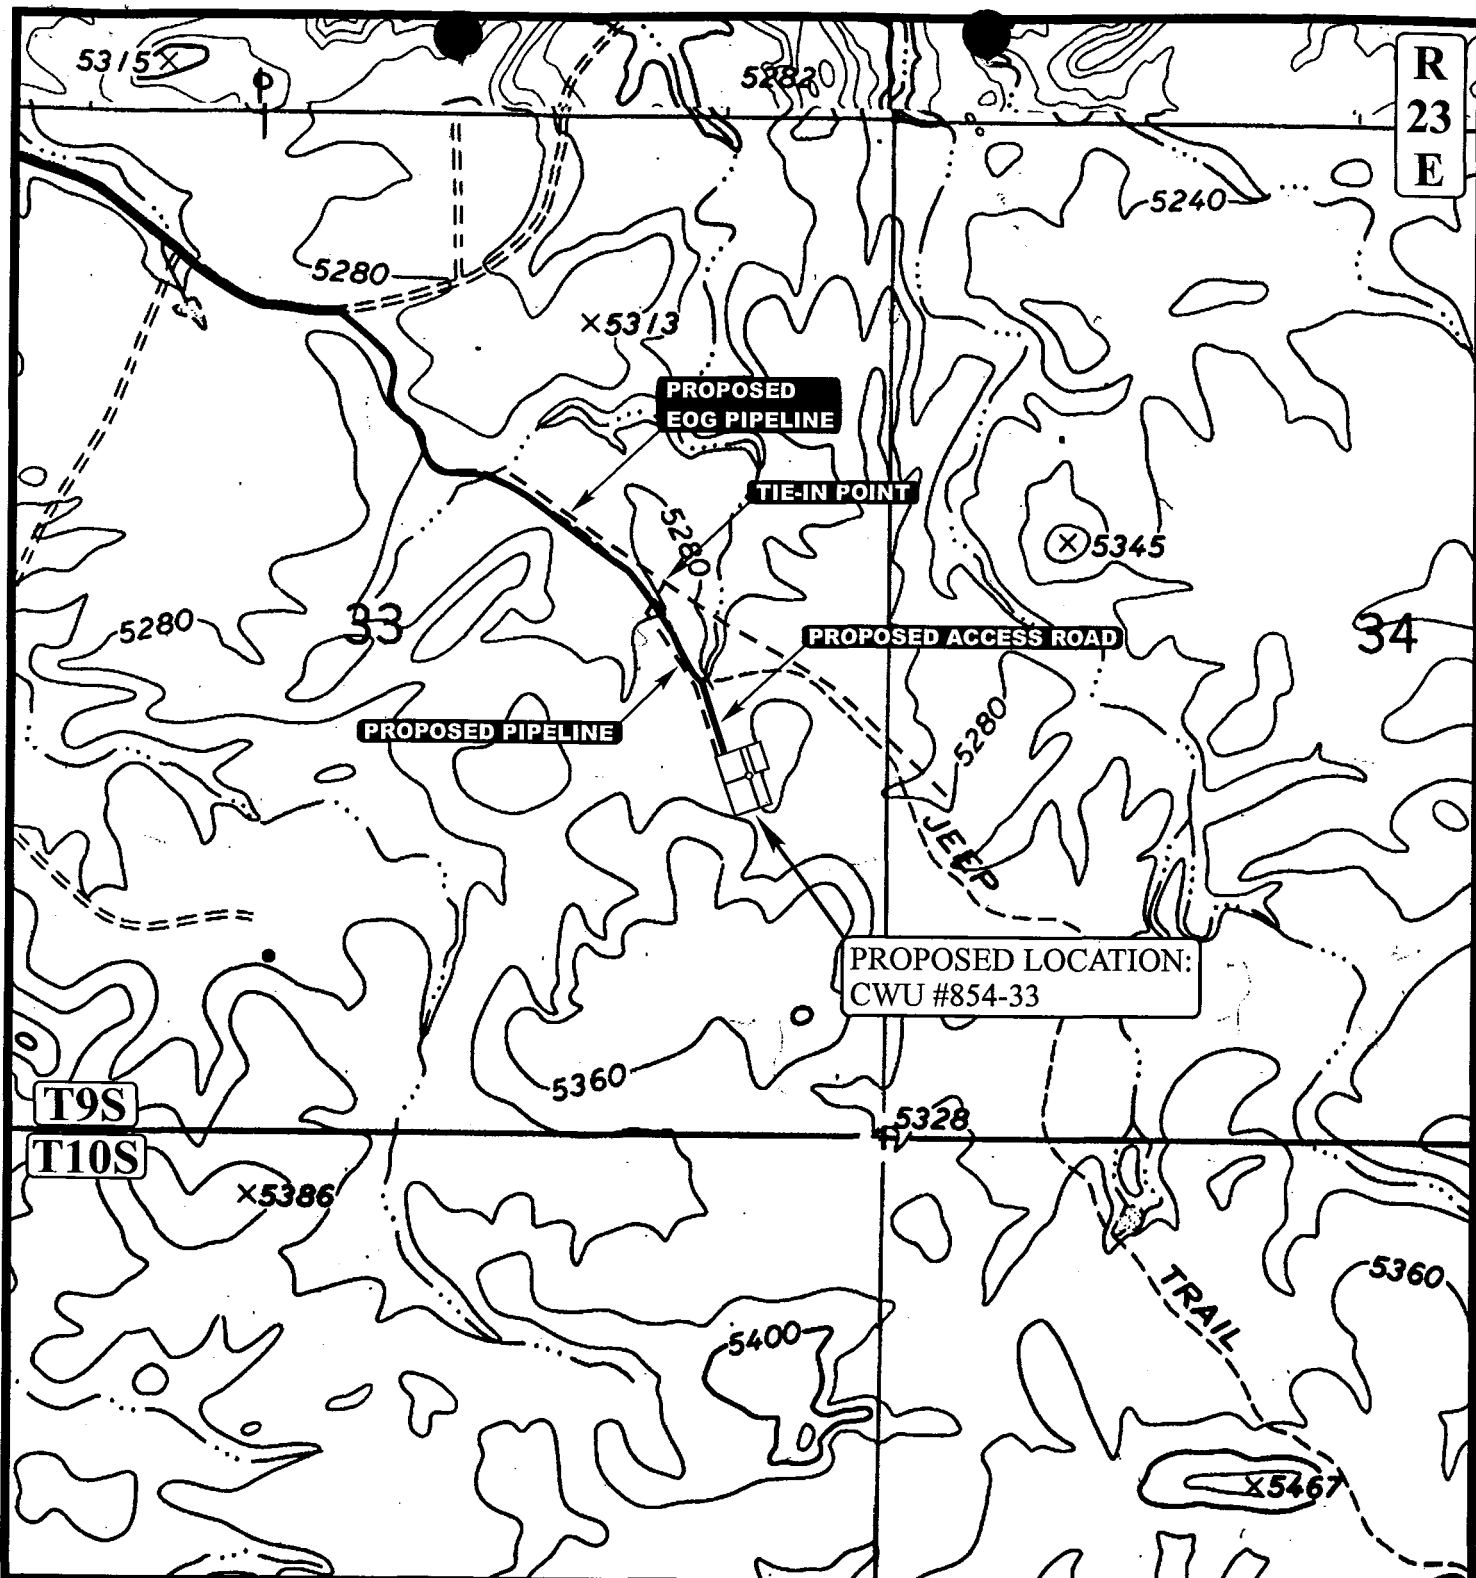 5315
5282
R
23
E
5240
5280
5313
PROPOSED
EOG PIPELINE
TIE-IN POINT
5280
5345
5280
33
34
PROPOSED ACCESS ROAD
PROPOSED PIPELINE
5280
JEEP
PROPOSED LOCATION:
CWU #854-33
5360
T9S
5328
T10S
5386
5360
TRAIL
5400
5467